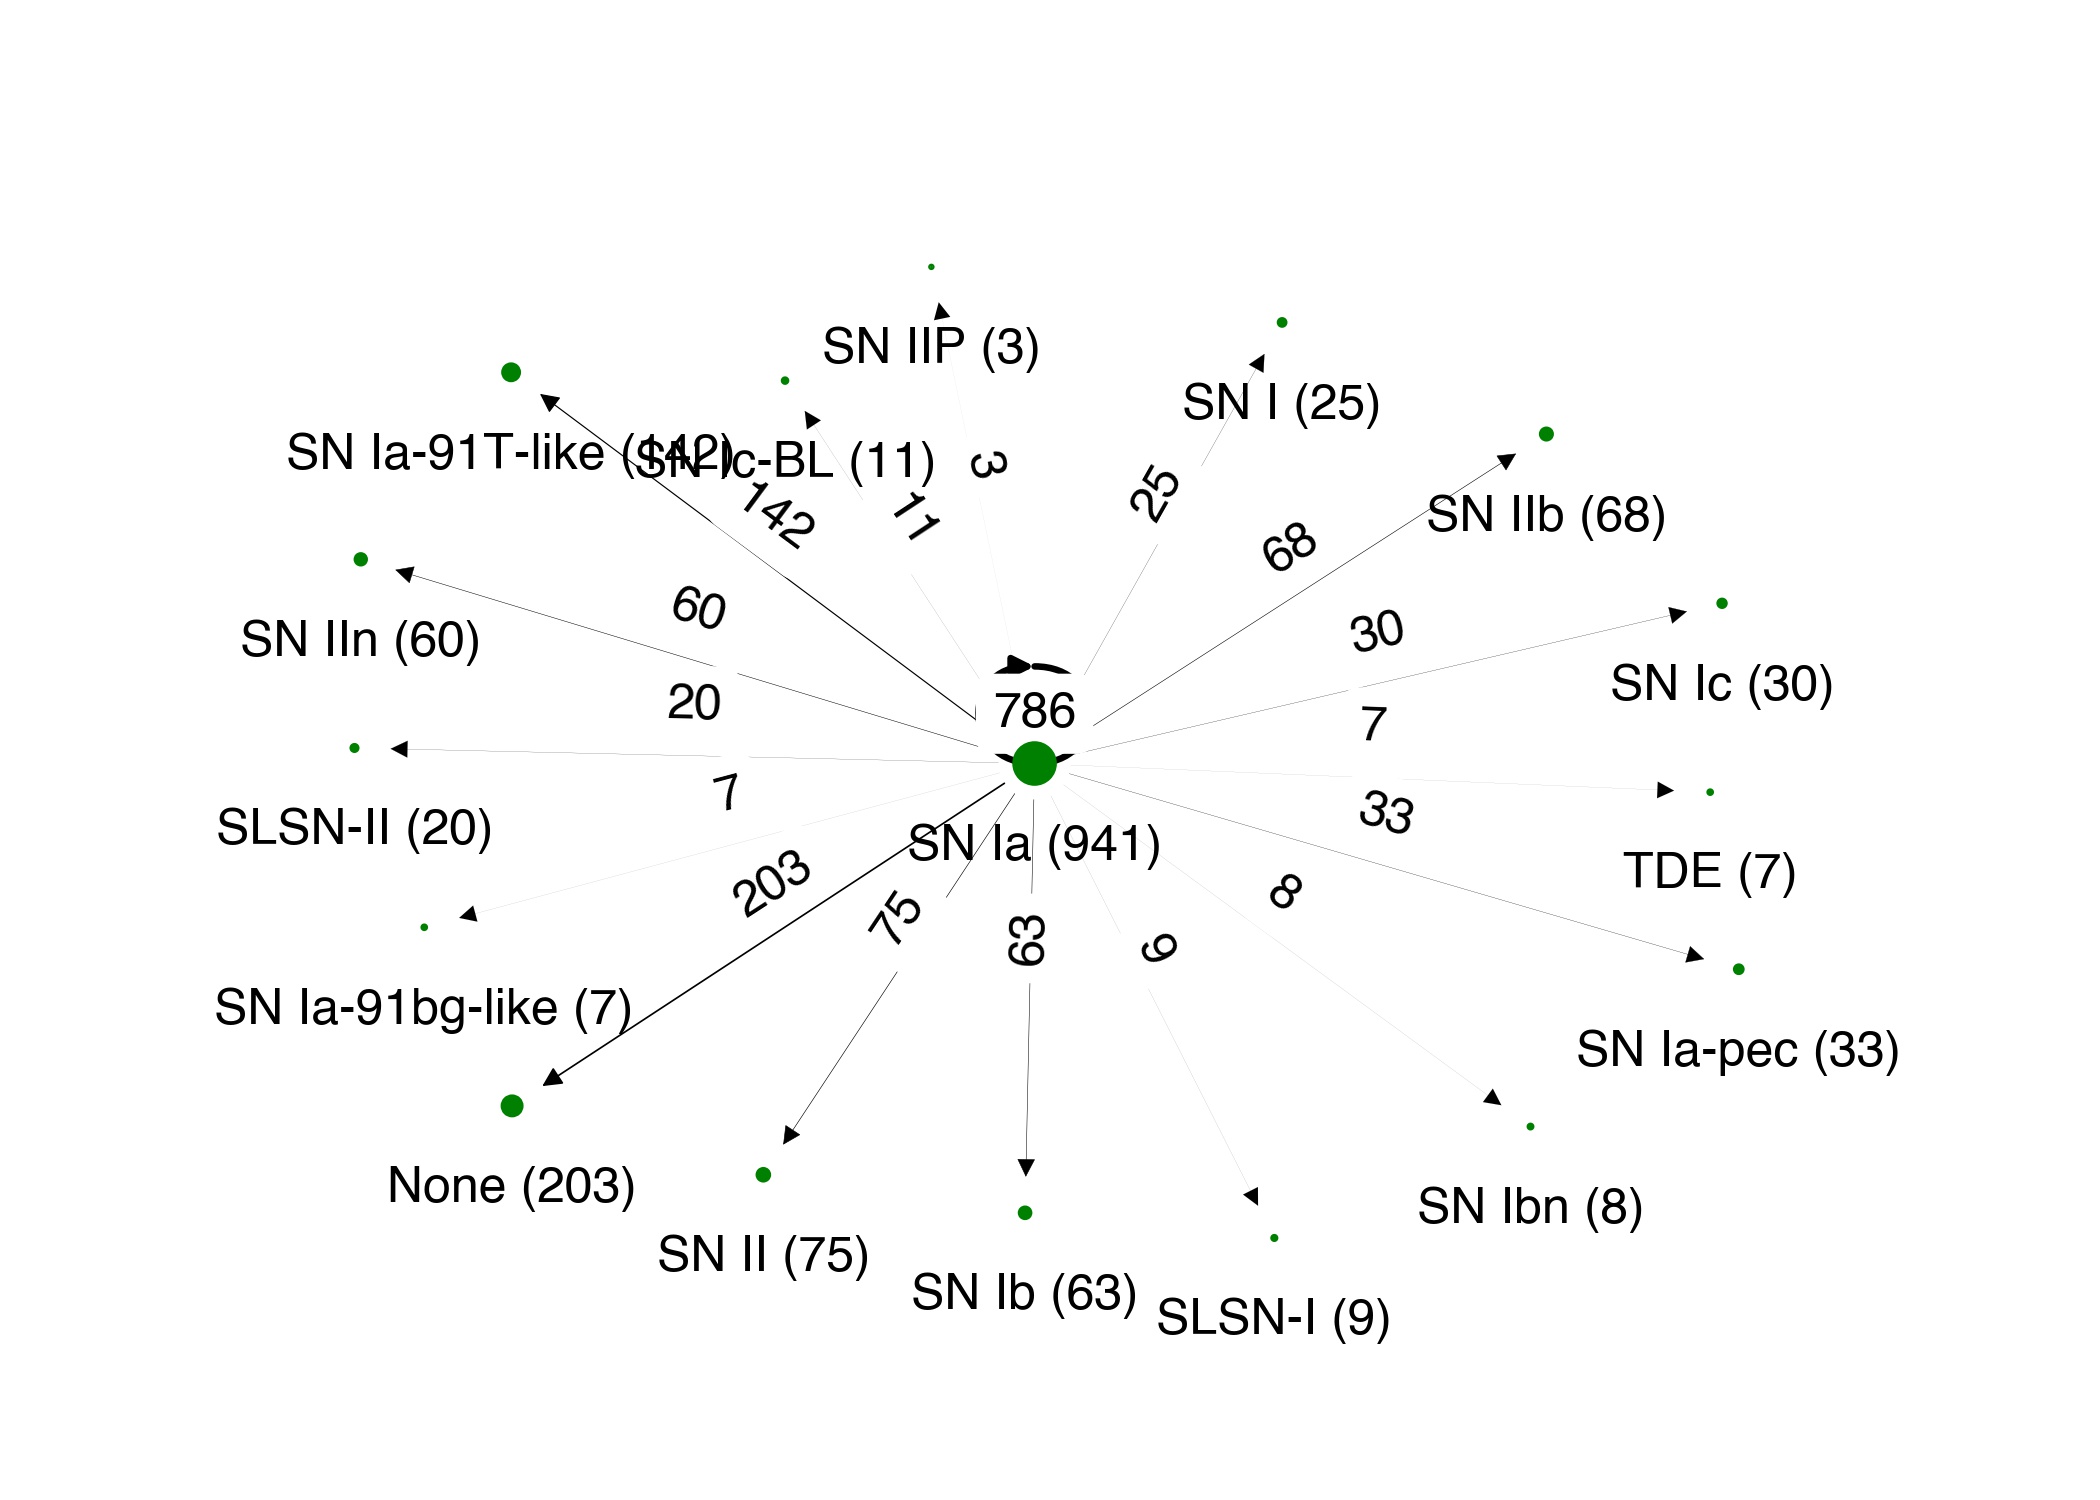 SN IIP (3)
SN I (25)
SN Ia-91T-like (142)
SN Ic-BL (11)
3
25
142
11
SN IIb (68)
68
60
30
SN IIn (60)
SN Ic (30)
20
786
7
7
33
SLSN-II (20)
SN Ia (941)
TDE (7)
203
75
63
9
8
SN Ia-91bg-like (7)
SN Ia-pec (33)
None (203)
SN Ibn (8)
SN II (75)
SN Ib (63)
SLSN-I (9)